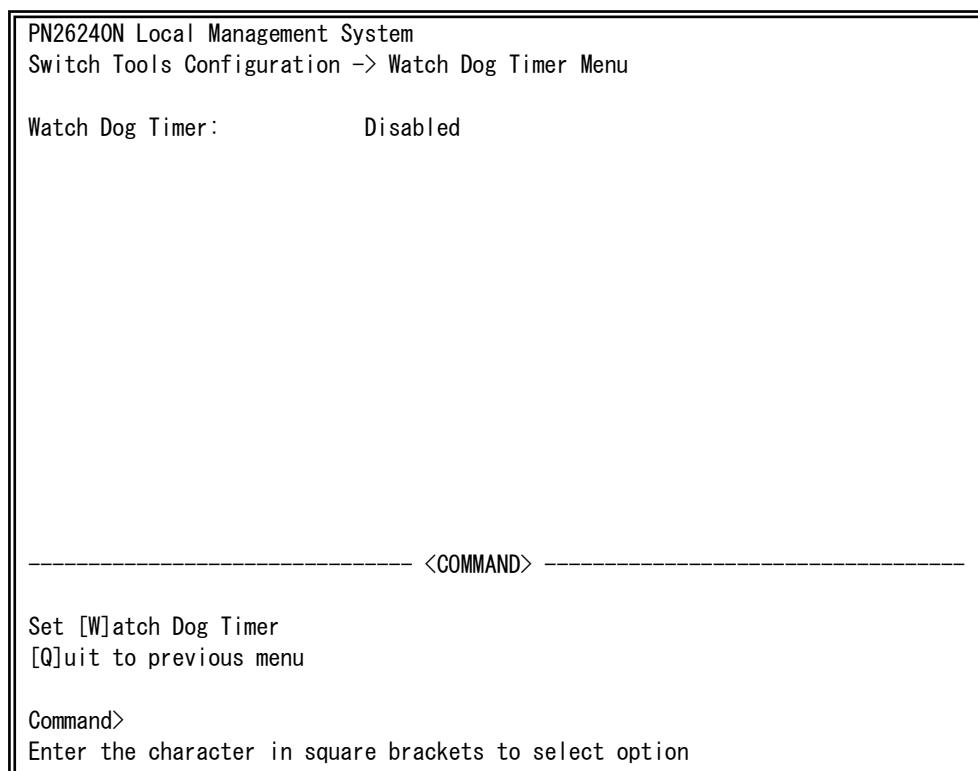 PN26240N Local Management System
Switch Tools Configuration -> Watch Dog Timer Menu
Watch Dog Timer: Disabled
-------------------------------- <COMMAND> -----------------------------------
Set [W]atch Dog Timer
[Q]uit to previous menu
Command>
Enter the character in square brackets to select option